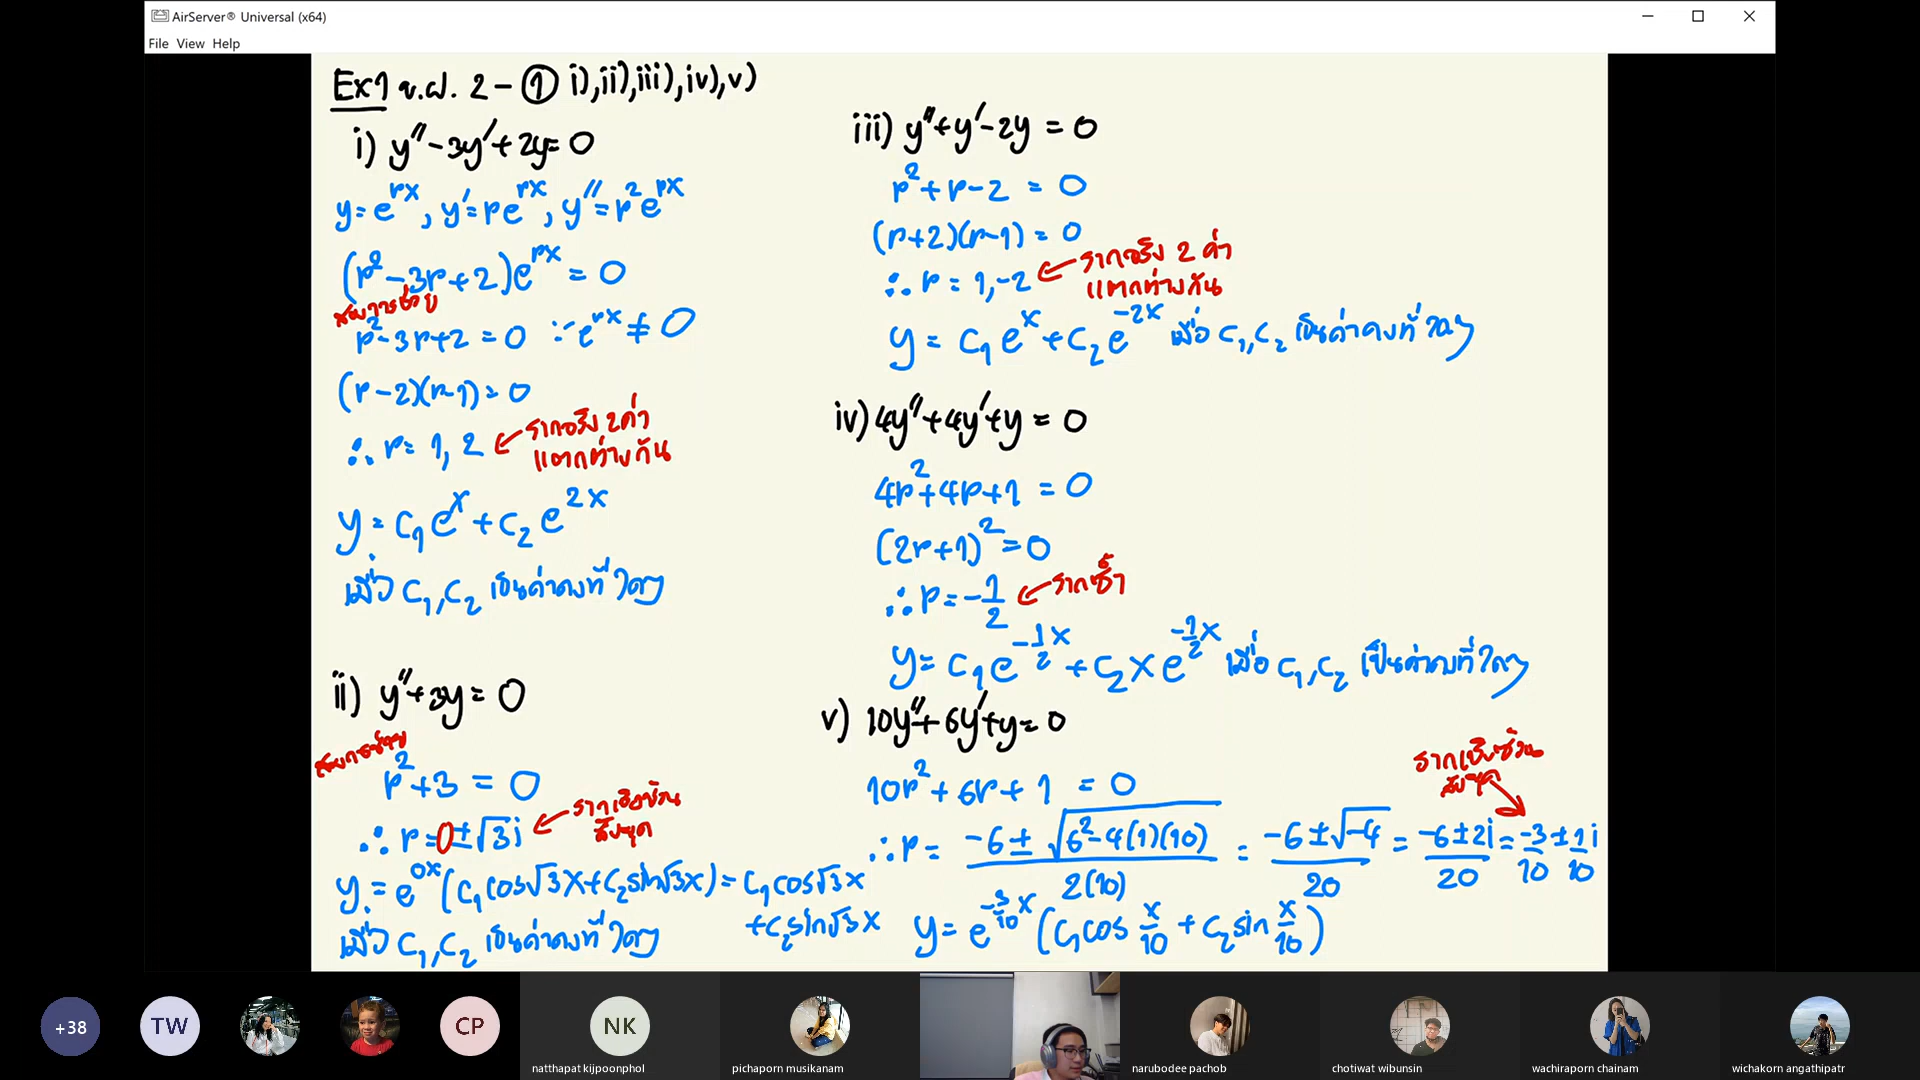 AirServer® Universal (x64)
File View Help
Ex1 บ.ฝ. 2 - ① i),ii),iii),iv),v)
i) y″ - 3y′ + 2y = 0
y = e^{rx}, y′ = re^{rx}, y″ = r²e^{rx}
(r² - 3r + 2)e^{rx} = 0
สมการช่วย
r² - 3r + 2 = 0 ∵ e^{rx} ≠ 0
(r - 2)(r - 1) = 0
∴ r = 1, 2 ← รากจริง 2 ค่า
แตกต่างกัน
y = c₁e^{x} + c₂e^{2x}
เมื่อ c₁,c₂ เป็นค่าคงที่ใดๆ
ii) y″ + 3y = 0
สมการช่วย
r² + 3 = 0
∴ r = 0 ± √3 i ← รากเชิงซ้อน
สังยุค
y = e^{0x}(c₁cos√3x + c₂sin√3x) = c₁cos√3x
+ c₂sin√3x
เมื่อ c₁,c₂ เป็นค่าคงที่ใดๆ
iii) y″ + y′ - 2y = 0
r² + r - 2 = 0
(r + 2)(r - 1) = 0
∴ r = 1, -2 ← รากจริง 2 ค่า
แตกต่างกัน
y = c₁e^{x} + c₂e^{-2x} เมื่อ c₁,c₂ เป็นค่าคงที่ใดๆ
iv) 4y″ + 4y′ + y = 0
4r² + 4r + 1 = 0
(2r + 1)² = 0
∴ r = -1/2 ← รากซ้ำ
y = c₁e^{-1/2 x} + c₂xe^{-1/2 x} เมื่อ c₁,c₂ เป็นค่าคงที่ใดๆ
v) 10y″ + 6y′ + y = 0
10r² + 6r + 1 = 0
รากเชิงซ้อน
สังยุค
∴ r = (-6 ± √(6² - 4(1)(10)))/2(10) = (-6 ± √-4)/20 = (-6 ± 2i)/20 = -3/10 ± 1/10 i
y = e^{-3/10 x}(c₁cos x/10 + c₂sin x/10)
+38
TW
CP
NK
natthapat kijpoonphol
pichaporn musikanam
narubodee pachob
chotiwat wibunsin
wachiraporn chainam
wichakorn angathipatr